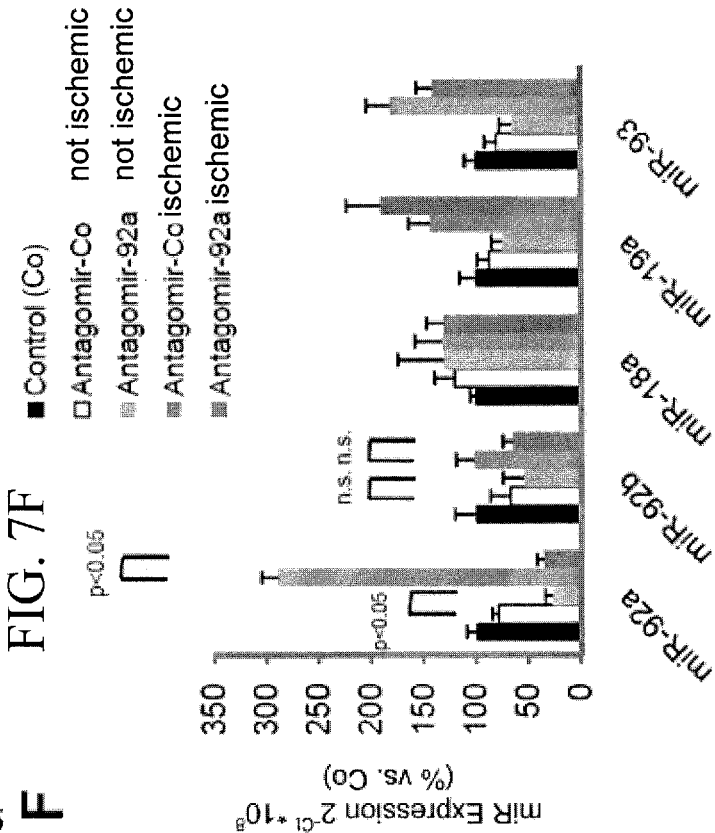 F
FIG. 7F
Control (Co)
Antagomir-Co not ischemic
Antagomir-92a not ischemic
Antagomir-Co ischemic
Antagomir-92a ischemic
p<0.05
p<0.05
n.s. n.s.
miR Expression 2^-Ct * 10^8
(% vs. Co)
350
300
250
200
150
100
50
0
miR-92a
miR-92b
miR-18a
miR-19a
miR-93